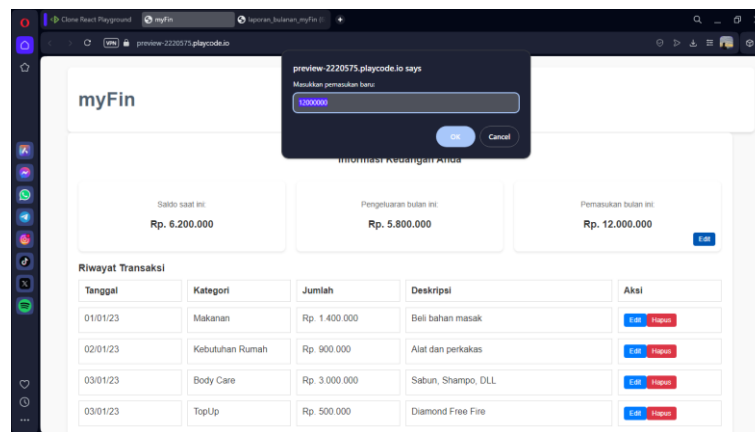 Clone React Playground
myFin
laporan_bulanan_myFin (
VPN
preview-2220575.playcode.io
preview-2220575.playcode.io says
Masukkan pemasukan baru:
12000000
OK
Cancel
myFin
Informasi Keuangan Anda
Saldo saat ini:
Rp. 6.200.000
Pengeluaran bulan ini:
Rp. 5.800.000
Pemasukan bulan ini:
Rp. 12.000.000
Edit
Riwayat Transaksi
Tanggal Kategori Jumlah Deskripsi Aksi
01/01/23 Makanan Rp. 1.400.000 Beli bahan masak Edit Hapus
02/01/23 Kebutuhan Rumah Rp. 900.000 Alat dan perkakas Edit Hapus
03/01/23 Body Care Rp. 3.000.000 Sabun, Shampo, DLL Edit Hapus
03/01/23 TopUp Rp. 500.000 Diamond Free Fire Edit Hapus